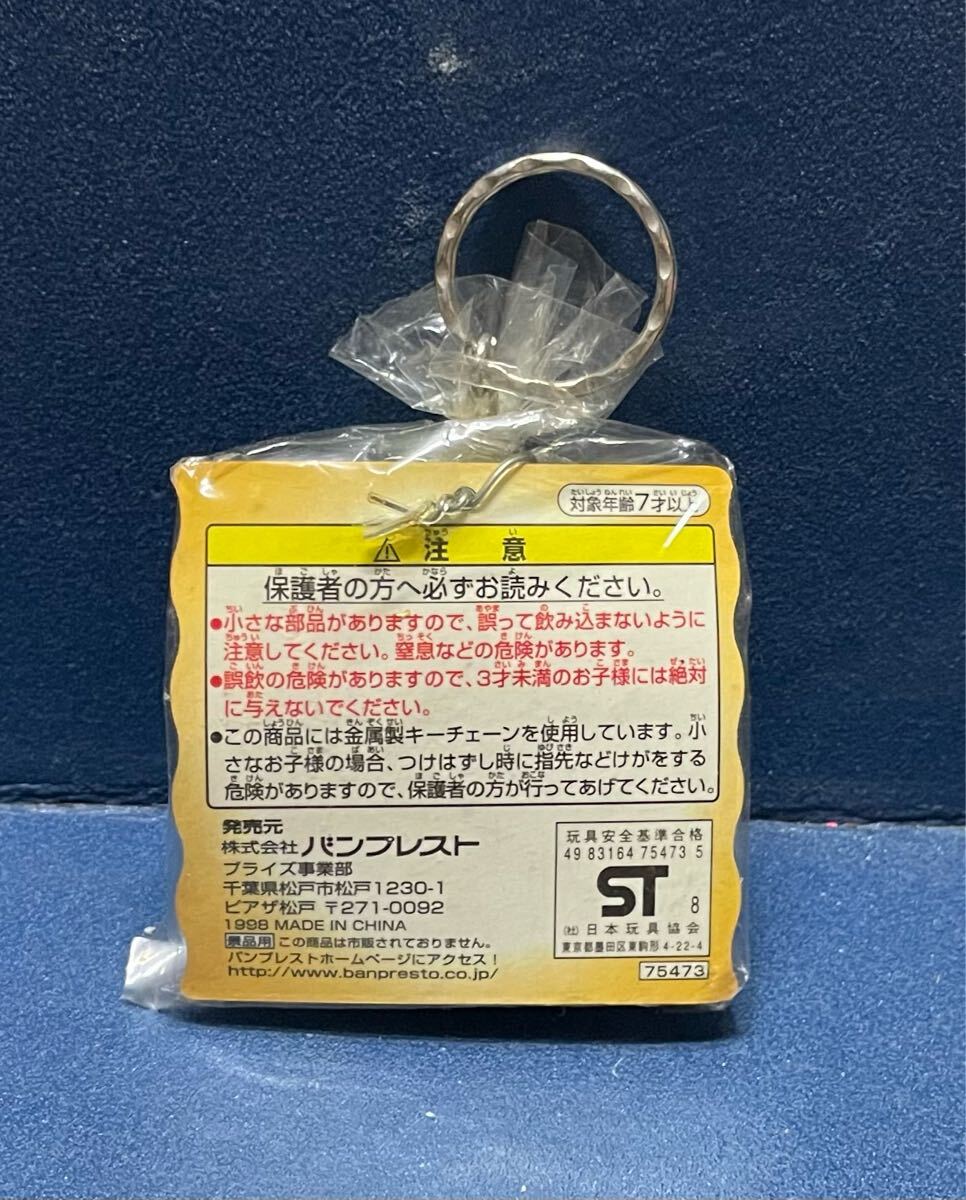 対象年齢7才以上
⚠ 注 意
保護者の方へ必ずお読みください。
●小さな部品がありますので、誤って飲み込まないように
注意してください。窒息などの危険があります。
●誤飲の危険がありますので、3才未満のお子様には絶対
に与えないでください。
●この商品には金属製キーチェーンを使用しています。小
さなお子様の場合、つけはずし時に指先などけがをする
危険がありますので、保護者の方が行ってあげてください。
発売元
株式会社 バンプレスト
プライズ事業部
千葉県松戸市松戸1230-1
ピアザ松戸 〒271-0092
1998 MADE IN CHINA
景品用 この商品は市販されておりません。
バンプレストホームページにアクセス!
http://www.banpresto.co.jp/
玩具安全基準合格
49 83164 75473 5
ST 8
(社)日本玩具協会
東京都墨田区東駒形4-22-4
75473